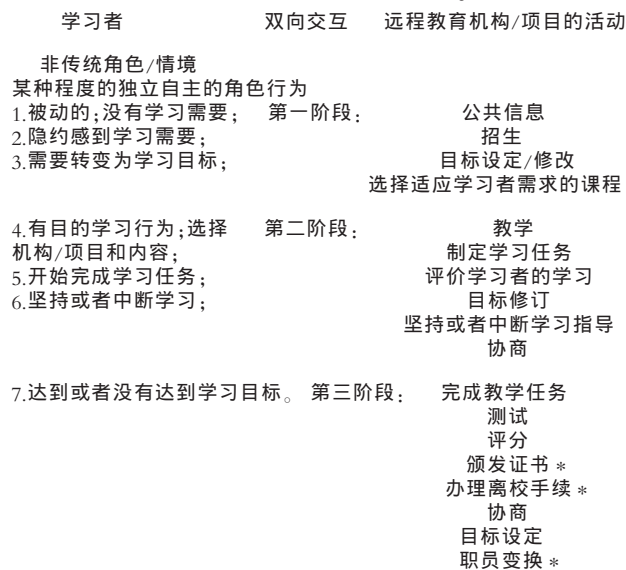 学习者 双向交互 远程教育机构/项目的活动
非传统角色/情境
某种程度的独立自主的角色行为
1.被动的;没有学习需要; 第一阶段: 公共信息
2.隐约感到学习需要; 招生
3.需要转变为学习目标; 目标设定/修改
选择适应学习者需求的课程
4.有目的学习行为;选择 第二阶段: 教学
机构/项目和内容; 制定学习任务
5.开始完成学习任务; 评价学习者的学习
6.坚持或者中断学习; 目标修订
坚持或者中断学习指导
协商
7.达到或者没有达到学习目标。 第三阶段: 完成教学任务
测试
评分
颁发证书 *
办理离校手续 *
协商
目标设定
职员变换 *